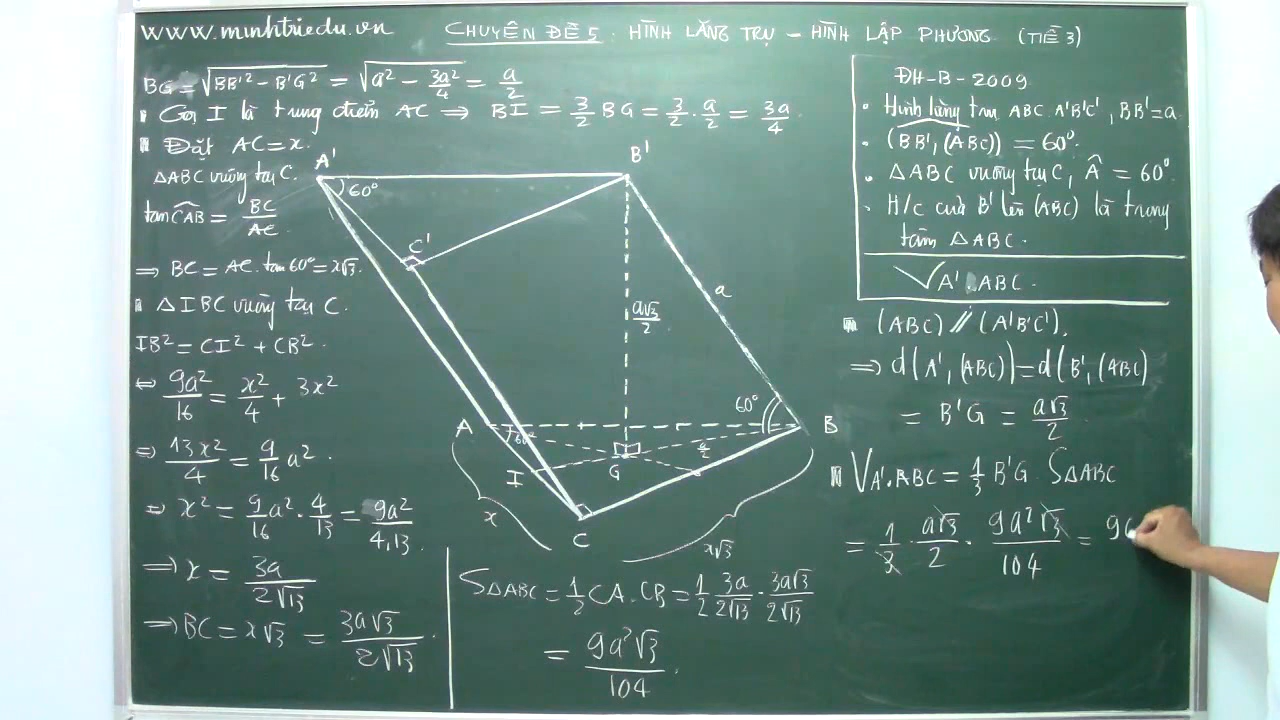 www.minhtriedu.vn
CHUYÊN ĐỀ 5 HÌNH LĂNG TRỤ – HÌNH LẬP PHƯƠNG (TIẾ 3)
BG = √(BB'² – B'G²) = √(a² – 3a²/4) = a/2
Gọi I là trung điểm AC ⇒ BI = 3/2 BG = 3/2 . a/2 = 3a/4.
Đặt AC = x.
ΔABC vuông tại C.
tan CAB = BC/AC.
⇒ BC = AC. tan60° = x√3.
ΔIBC vuông tại C.
IB² = CI² + CB².
⇔ 9a²/16 = x²/4 + 3x²
⇒ 13x²/4 = 9/16 a².
⇒ x² = 9a²/16 . 4/13 = 9a²/4.13.
⇒ x = 3a/2√13
⇒ BC = x√3 = 3a√3/2√13.
A'
60°
B'
C'
a
a√3/2
60°
A
60°
B
I
G
a/2
C
x
x√3
SΔABC = 1/2 CA.CB = 1/2 3a/2√13 . 3a√3/2√13
= 9a²√3/104.
ĐH-B-2009
Hình lăng trụ ABC A'B'C', BB' = a
(BB', (ABC)) = 60°.
ΔABC vuông tại C, Â = 60°
H/c của B' lên (ABC) là trọng
tâm ΔABC.
V A'.ABC.
(ABC) // (A'B'C').
⇒ d(A', (ABC)) = d(B', (ABC)
= B'G = a√3/2.
V A'.ABC = 1/3 B'G. SΔABC
= 1/3 . a√3/2 . 9a²√3/104 = 9